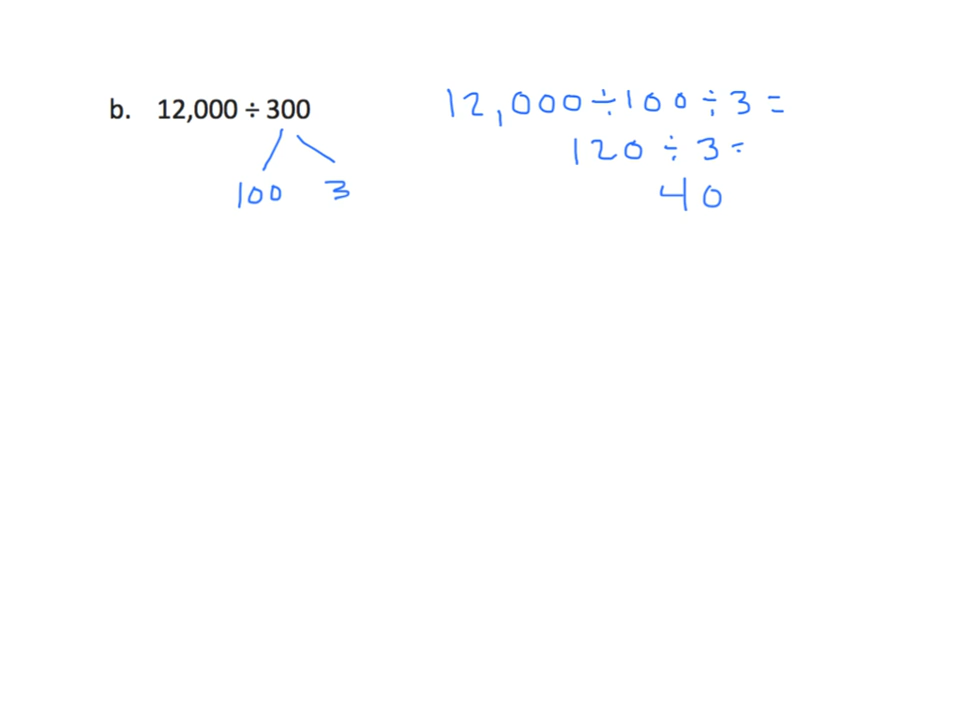 b. 12,000 ÷ 300
100 3
12,000 ÷ 100 ÷ 3 =
120 ÷ 3 =
40